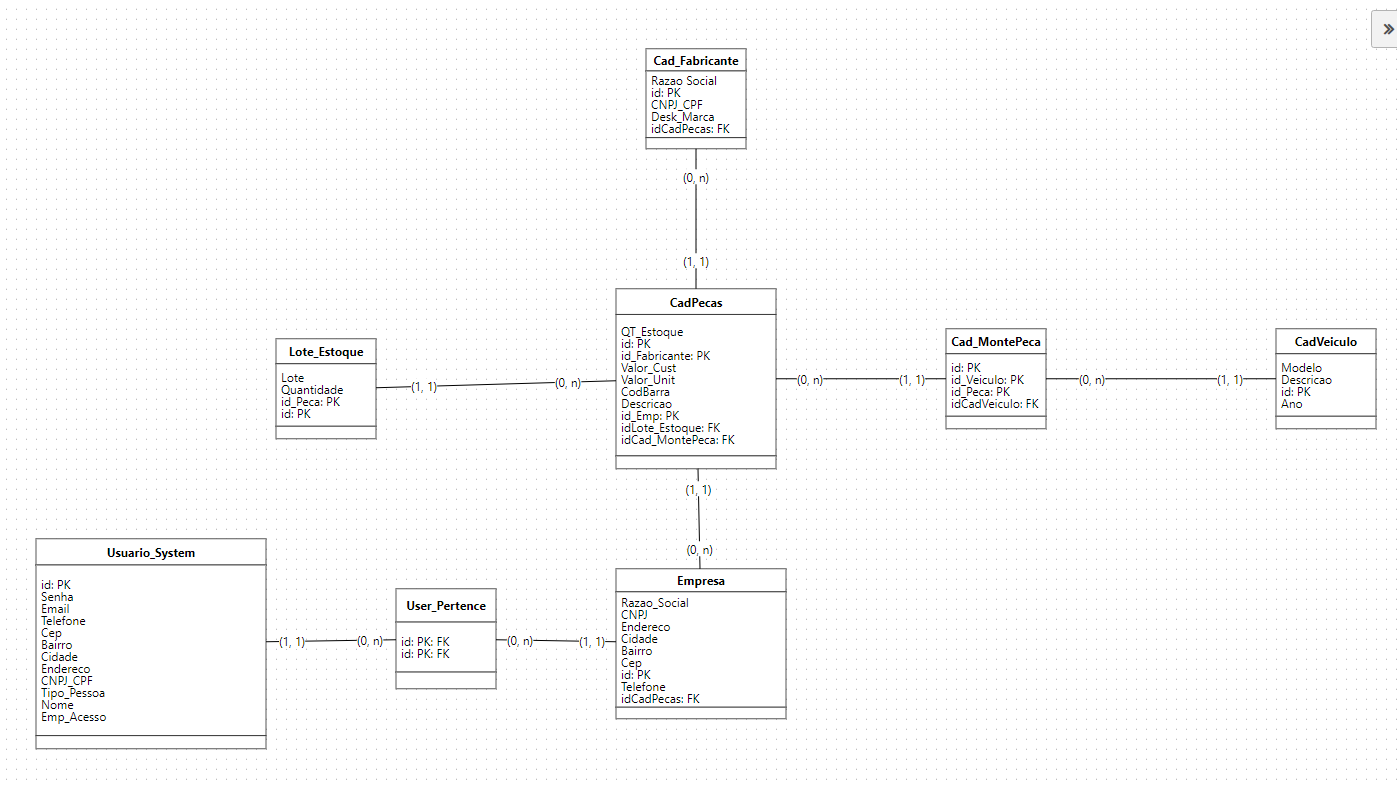 Cad_Fabricante
Razao Social
id: PK
CNPJ_CPF
Desk_Marca
idCadPecas: FK
(0, n)
(1, 1)
CadPecas
QT_Estoque
id: PK
id_Fabricante: PK
Valor_Cust
Valor_Unit
CodBarra
Descricao
id_Emp: PK
idLote_Estoque: FK
idCad_MontePeca: FK
Lote_Estoque
Lote
Quantidade
id_Peca: PK
id: PK
(1, 1)
(0, n)
(0, n)
(1, 1)
Cad_MontePeca
id: PK
id_Veiculo: PK
id_Peca: PK
idCadVeiculo: FK
(0, n)
(1, 1)
CadVeiculo
Modelo
Descricao
id: PK
Ano
(1, 1)
(0, n)
Usuario_System
id: PK
Senha
Email
Telefone
Cep
Bairro
Cidade
Endereco
CNPJ_CPF
Tipo_Pessoa
Nome
Emp_Acesso
(1, 1)
(0, n)
User_Pertence
id: PK: FK
id: PK: FK
(0, n)
(1, 1)
Empresa
Razao_Social
CNPJ
Endereco
Cidade
Bairro
Cep
id: PK
Telefone
idCadPecas: FK